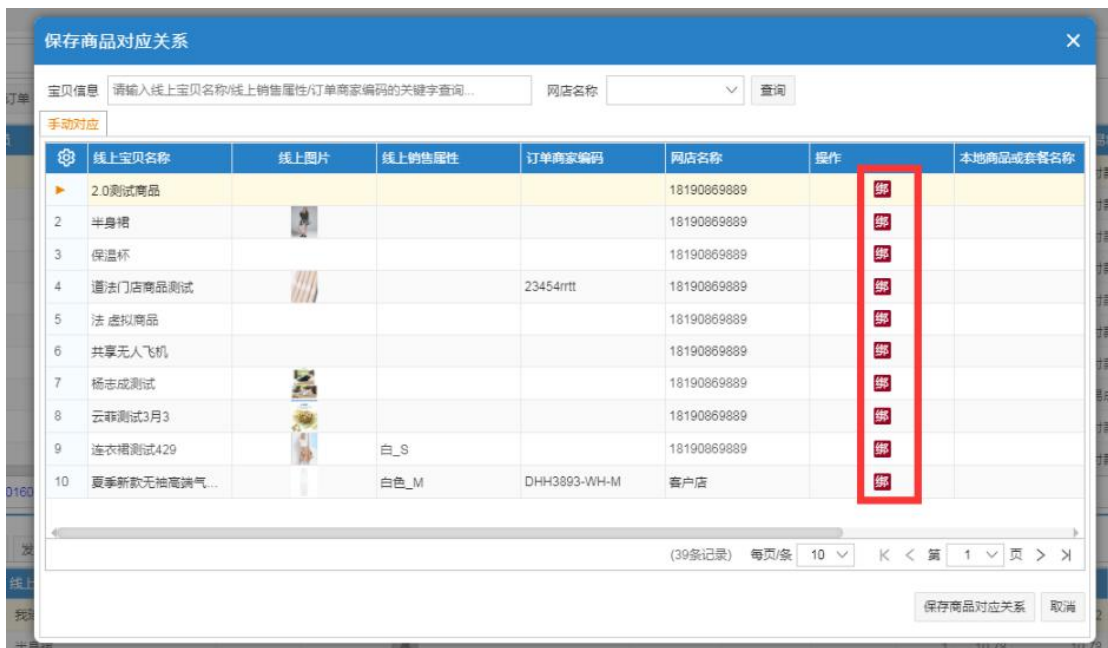 保存商品对应关系
宝贝信息 请输入线上宝贝名称/线上销售属性/订单商家编码的关键字查询... 网店名称 查询
手动对应
线上宝贝名称 线上图片 线上销售属性 订单商家编码 网店名称 操作 本地商品或套餐名称
2.0测试商品 18190869889 绑
2 半身裙 18190869889 绑
3 保温杯 18190869889 绑
4 道法门店商品测试 23454rrtt 18190869889 绑
5 法 虚拟商品 18190869889 绑
6 共享无人飞机 18190869889 绑
7 杨志成测试 18190869889 绑
8 云菲测试3月3 18190869889 绑
9 连衣裙测试429 白_S 18190869889 绑
10 夏季新款无袖高端气... 白色_M DHH3893-WH-M 客户店 绑
0160
(39条记录) 每页/条 10 第 1 页
发
线上
保存商品对应关系 取消